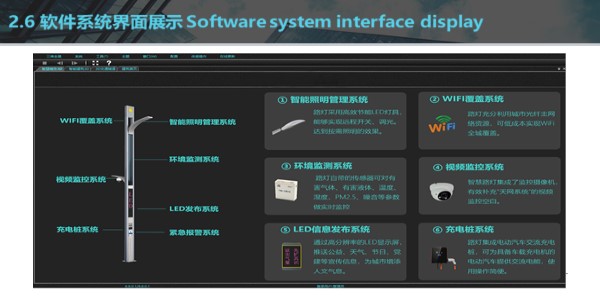 2.6 软件系统界面展示 Software system interface display
WIFI覆盖系统
智能照明管理系统
环境监测系统
视频监控系统
LED发布系统
充电桩系统
紧急报警系统
① 智能照明管理系统
路灯采用高效节能LED灯具,
能够实现远程开关、调光,
达到按需照明的效果。
② WIFI覆盖系统
路灯充分利用城市光纤主网
络资源，可低成本实现WiFi
全城覆盖。
WiFi
③ 环境监测系统
路灯自带的传感器可对有
害气体、有害液体、温度、
湿度、PM2.5、噪音等参数
做实时监控
④ 视频监控系统
智慧路灯集成了监控摄像机,
有效补充"天网系统"的视频
监控空白。
⑤ LED信息发布系统
通过高分辨率的LED显示屏,
推送公益、天气、节日、党
建等宣传信息，为城市增添
人文气息。
⑥ 充电桩系统
路灯集成电动汽车交流充电
桩，可为具备车载充电机的
电动汽车提供交流电能，使
用操作简便。